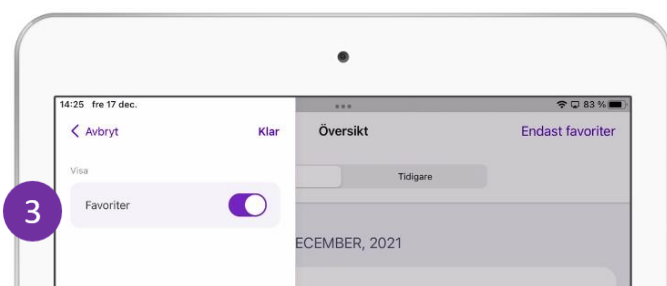 14:25 fre 17 dec.
83 %
Avbryt
Klar
Översikt
Endast favoriter
Visa
Tidigare
3
Favoriter
ECEMBER, 2021